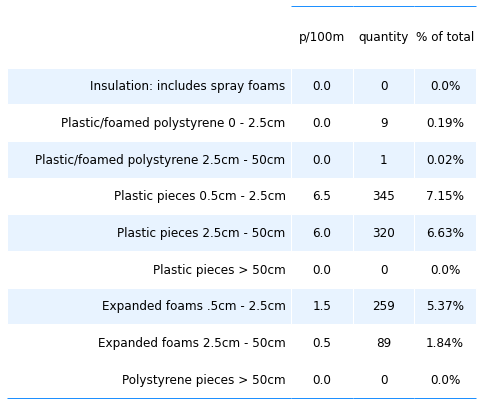 p/100m quantity % of total
Insulation: includes spray foams 0.0 0 0.0%
Plastic/foamed polystyrene 0 - 2.5cm 0.0 9 0.19%
Plastic/foamed polystyrene 2.5cm - 50cm 0.0 1 0.02%
Plastic pieces 0.5cm - 2.5cm 6.5 345 7.15%
Plastic pieces 2.5cm - 50cm 6.0 320 6.63%
Plastic pieces > 50cm 0.0 0 0.0%
Expanded foams .5cm - 2.5cm 1.5 259 5.37%
Expanded foams 2.5cm - 50cm 0.5 89 1.84%
Polystyrene pieces > 50cm 0.0 0 0.0%